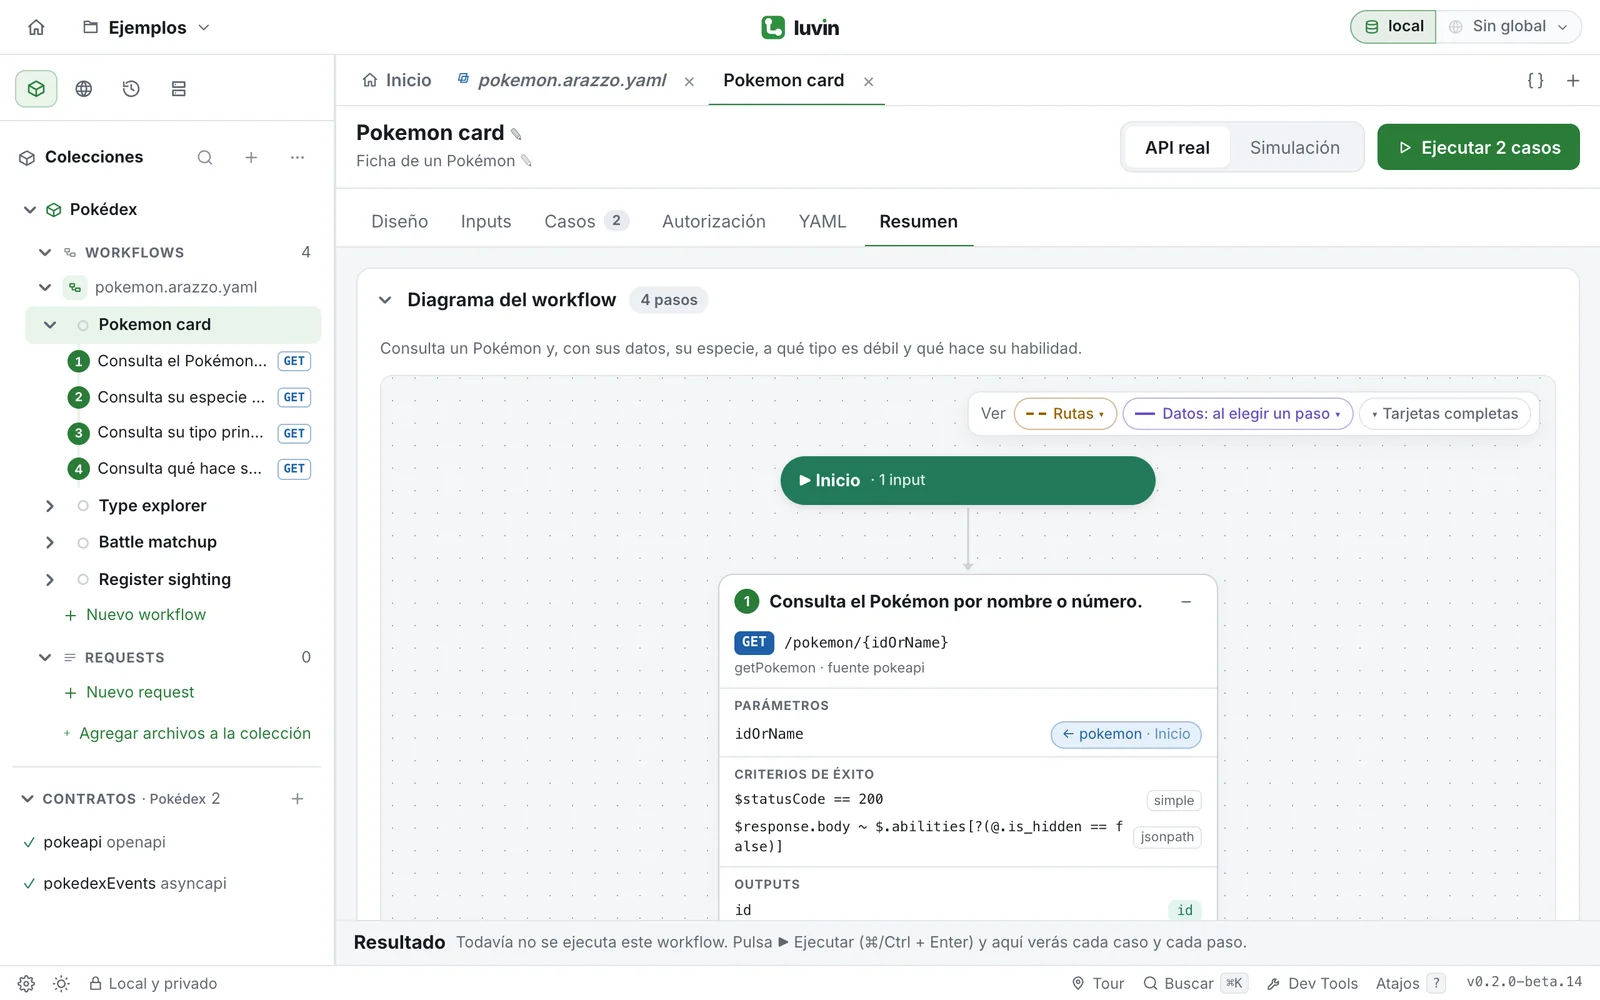 Ejemplos
luvin
local
Sin global
Inicio
pokemon.arazzo.yaml
Pokemon card
Colecciones
Pokédex
WORKFLOWS 4
pokemon.arazzo.yaml
Pokemon card
1 Consulta el Pokémon... GET
2 Consulta su especie ... GET
3 Consulta su tipo prin... GET
4 Consulta qué hace s... GET
Type explorer
Battle matchup
Register sighting
+ Nuevo workflow
REQUESTS 0
+ Nuevo request
+ Agregar archivos a la colección
CONTRATOS · Pokédex 2
pokeapi openapi
pokedexEvents asyncapi
Pokemon card
Ficha de un Pokémon
API real
Simulación
Ejecutar 2 casos
Diseño
Inputs
Casos 2
Autorización
YAML
Resumen
Diagrama del workflow 4 pasos
Consulta un Pokémon y, con sus datos, su especie, a qué tipo es débil y qué hace su habilidad.
Ver
Rutas
Datos: al elegir un paso
Tarjetas completas
Inicio · 1 input
1 Consulta el Pokémon por nombre o número.
GET /pokemon/{idOrName}
getPokemon · fuente pokeapi
PARÁMETROS
idOrName ← pokemon · Inicio
CRITERIOS DE ÉXITO
$statusCode == 200 simple
$response.body ~ $.abilities[?(@.is_hidden == f
alse)] jsonpath
OUTPUTS
id id
Resultado Todavía no se ejecuta este workflow. Pulsa ▶ Ejecutar (⌘/Ctrl + Enter) y aquí verás cada caso y cada paso.
Local y privado
Tour
Buscar ⌘K
Dev Tools
Atajos ?
v0.2.0-beta.14